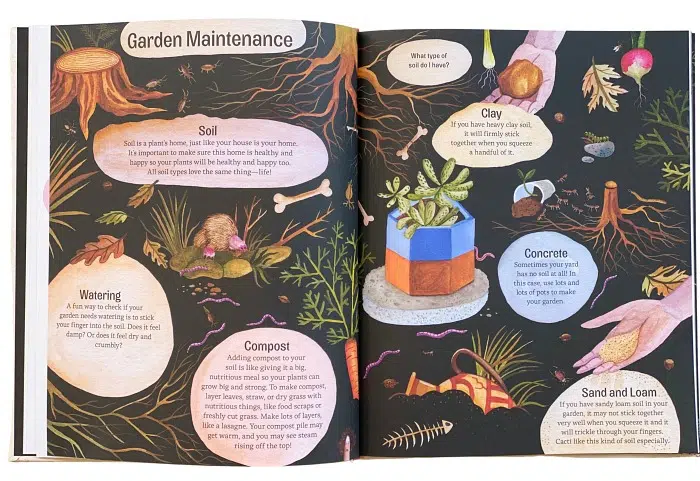 Garden Maintenance
Soil
Soil is a plant's home, just like your house is your home.
It's important to make sure this home is healthy and
happy so your plants will be healthy and happy too.
All soil types love the same thing—life!
Watering
A fun way to check if your
garden needs watering is to stick
your finger into the soil. Does it feel
damp? Or does it feel dry and
crumbly?
Compost
Adding compost to your
soil is like giving it a big,
nutritious meal so your plants can
grow big and strong. To make compost,
layer leaves, straw, or dry grass with
nutritious things, like food scraps or
freshly cut grass. Make lots of layers,
like a lasagne. Your compost pile may
get warm, and you may see steam
rising off the top!
What type of
soil do I have?
Clay
If you have heavy clay soil,
it will firmly stick
together when you squeeze
a handful of it.
Concrete
Sometimes your yard
has no soil at all! In
this case, use lots and
lots of pots to make
your garden.
Sand and Loam
If you have sandy loam soil in your
garden, it may not stick together
very well when you squeeze it and it
will trickle through your fingers.
Cacti like this kind of soil especially.